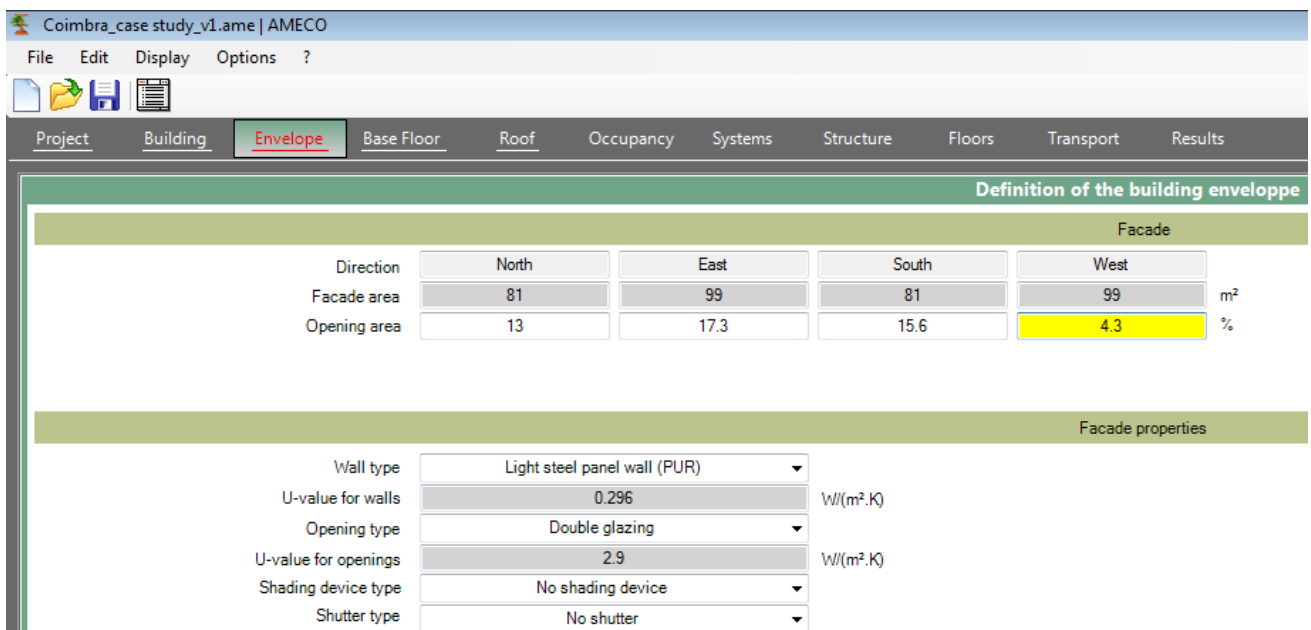 Coimbra_case study_v1.ame | AMECO
File Edit Display Options ?
Project Building Envelope Base Floor Roof Occupancy Systems Structure Floors Transport Results
Definition of the building enveloppe
Facade
Direction North East South West
Facade area 81 99 81 99 m²
Opening area 13 17.3 15.6 4.3 %
Facade properties
Wall type Light steel panel wall (PUR)
U-value for walls 0.296 W/(m².K)
Opening type Double glazing
U-value for openings 2.9 W/(m².K)
Shading device type No shading device
Shutter type No shutter